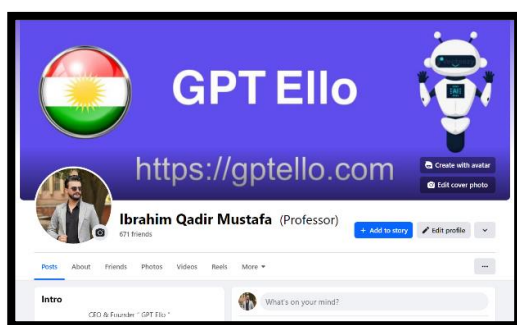 GPT Ello
https://gptello.com
Create with avatar
Edit cover photo
Ibrahim Qadir Mustafa (Professor)
671 friends
+ Add to story
Edit profile
Posts About Friends Photos Videos Reels More
Intro
What's on your mind?
CEO & Founder " GPT Ello "